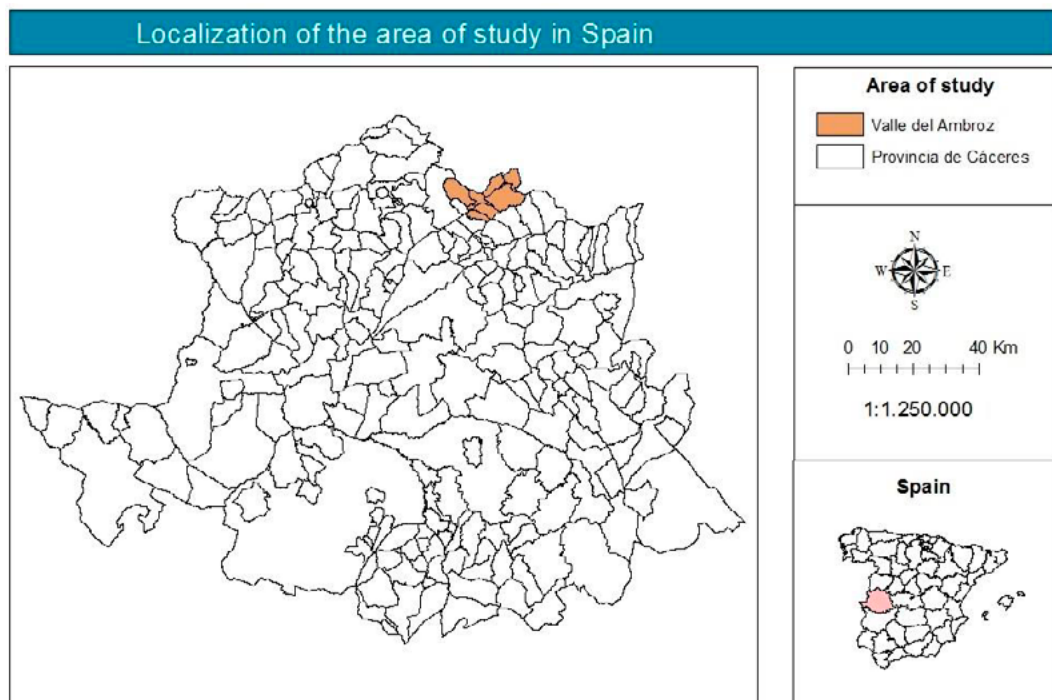 Localization of the area of study in Spain
Area of study
Valle del Ambroz
Provincia de Cáceres
N
W E
S
0 10 20 40 Km
1:1.250.000
Spain